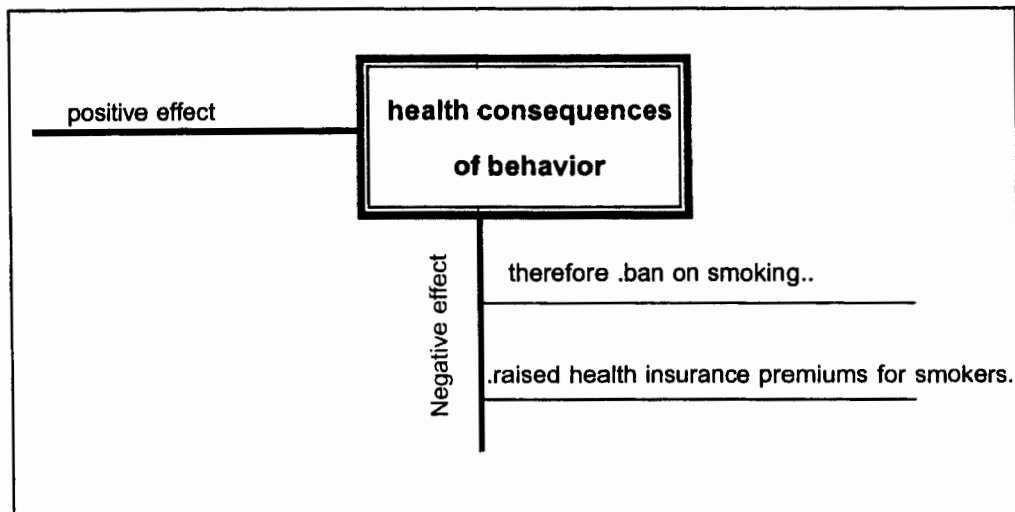 positive effect
health consequences
of behavior
Negative effect
therefore .ban on smoking..
.raised health insurance premiums for smokers.